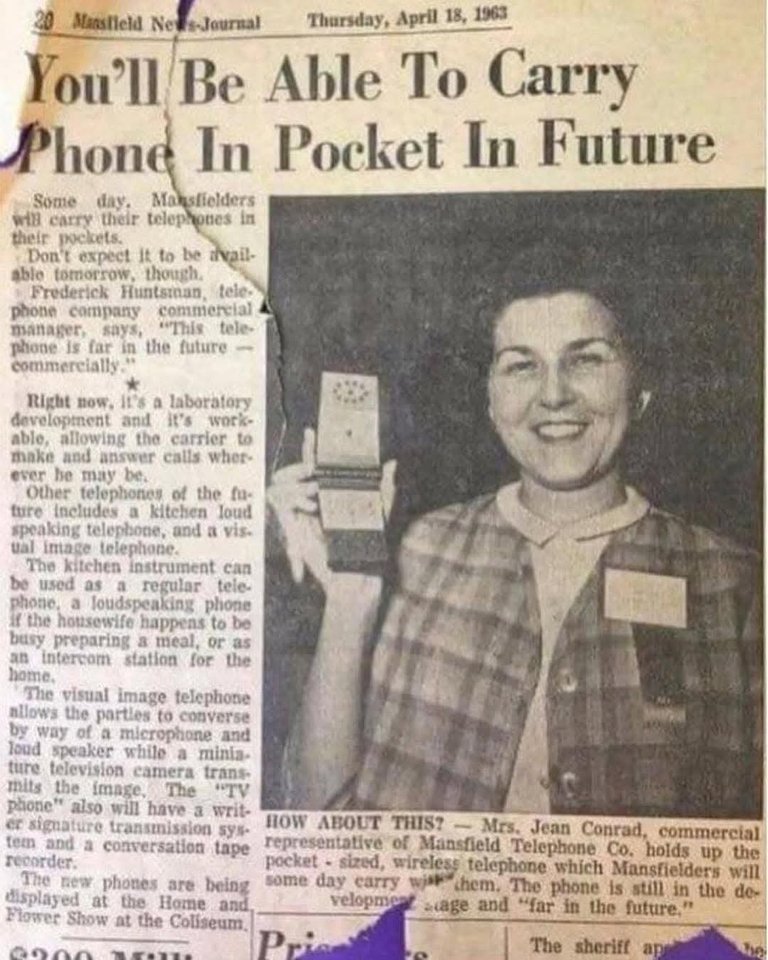 20 Mansfield News-Journal Thursday, April 18, 1963
You'll Be Able To Carry
Phone In Pocket In Future
Some day, Mansfielders
will carry their telephones in
their pockets.
Don't expect it to be avail-
able tomorrow, though.
Frederick Huntsman, tele-
phone company commercial
manager, says, "This tele-
phone is far in the future —
commercially."
★
Right now, it's a laboratory
development and it's work-
able, allowing the carrier to
make and answer calls wher-
ever he may be.
Other telephones of the fu-
ture includes a kitchen loud
speaking telephone, and a vis-
ual image telephone.
The kitchen instrument can
be used as a regular tele-
phone, a loudspeaking phone
if the housewife happens to be
busy preparing a meal, or as
an intercom station for the
home.
The visual image telephone
allows the parties to converse
by way of a microphone and
loud speaker while a minia-
ture television camera trans-
mits the image. The "TV
phone" also will have a writ-
er signature transmission sys-
tem and a conversation tape
recorder.
The new phones are being
displayed at the Home and
Flower Show at the Coliseum.
HOW ABOUT THIS? — Mrs. Jean Conrad, commercial
representative of Mansfield Telephone Co. holds up the
pocket - sized, wireless telephone which Mansfielders will
some day carry with them. The phone is still in the de-
velopment stage and "far in the future."
The sheriff